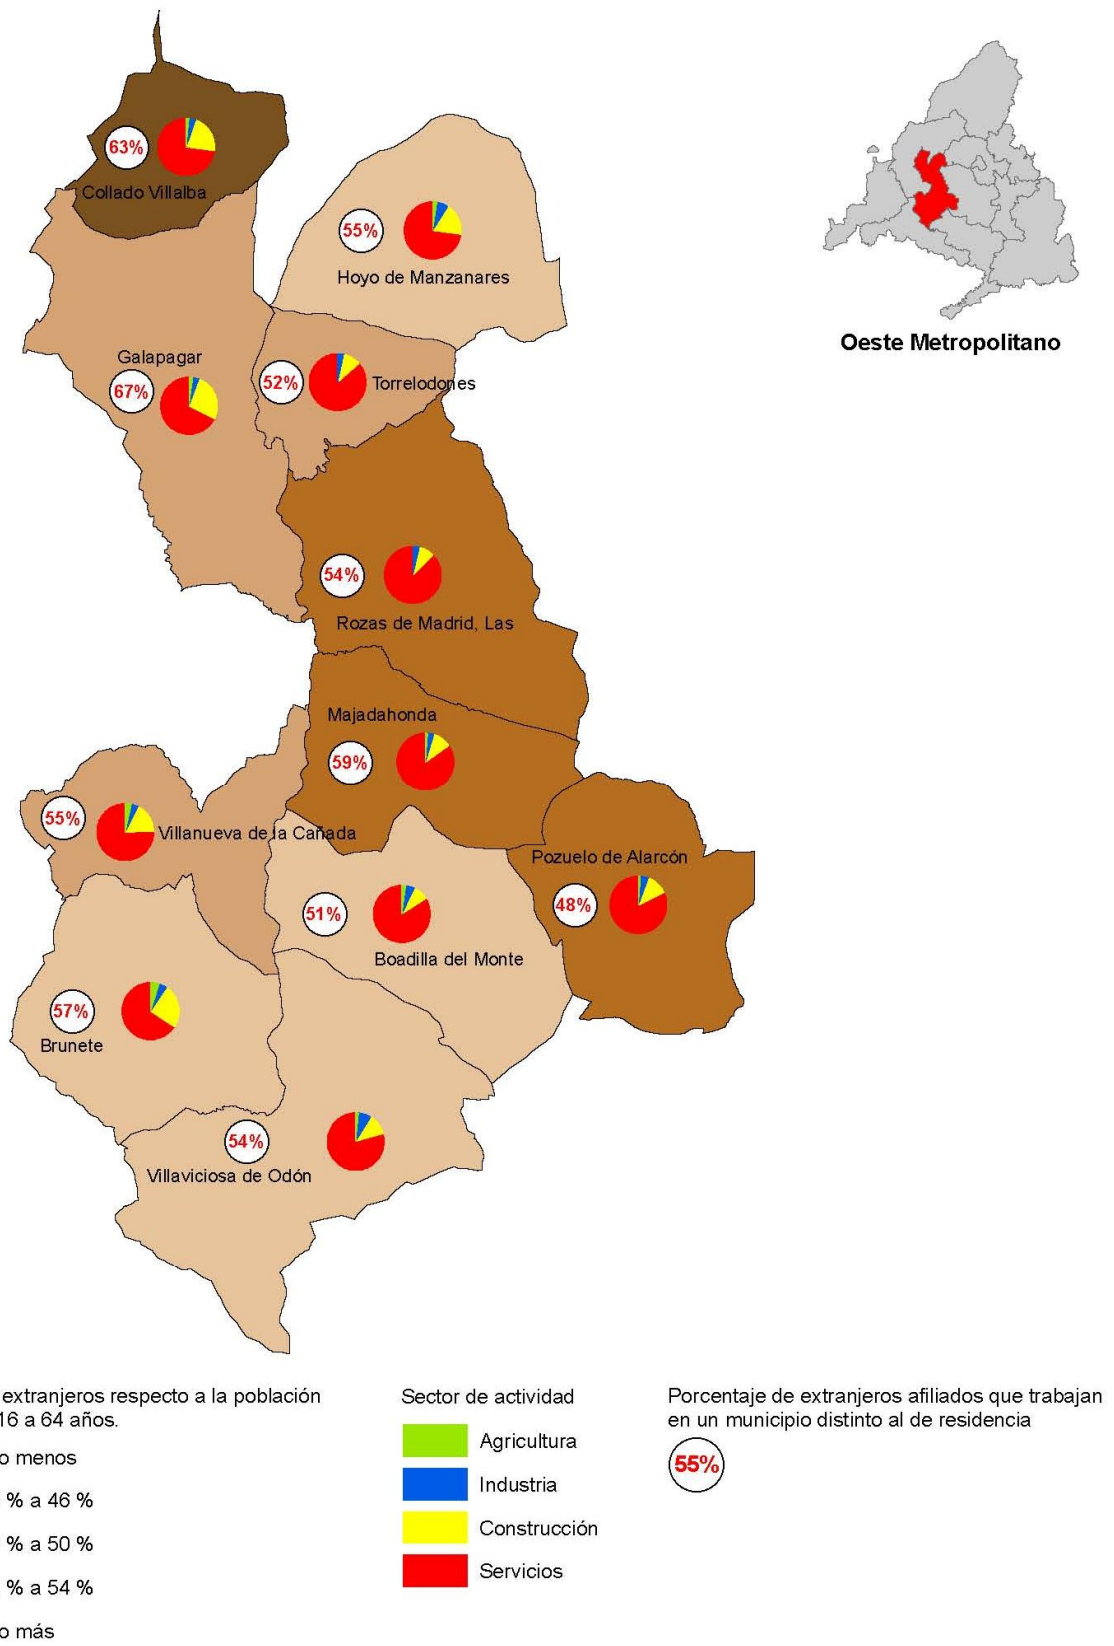 63%
Collado Villalba
55%
Hoyo de Manzanares
Oeste Metropolitano
Galapagar
67%
52%
Torrelodones
54%
Rozas de Madrid, Las
Majadahonda
59%
55%
Villanueva de la Cañada
Pozuelo de Alarcón
48%
51%
Boadilla del Monte
57%
Brunete
54%
Villaviciosa de Odón
extranjeros respecto a la población
16 a 64 años.
o menos
% a 46 %
% a 50 %
% a 54 %
o más
Sector de actividad
Agricultura
Industria
Construcción
Servicios
Porcentaje de extranjeros afiliados que trabajan
en un municipio distinto al de residencia
55%